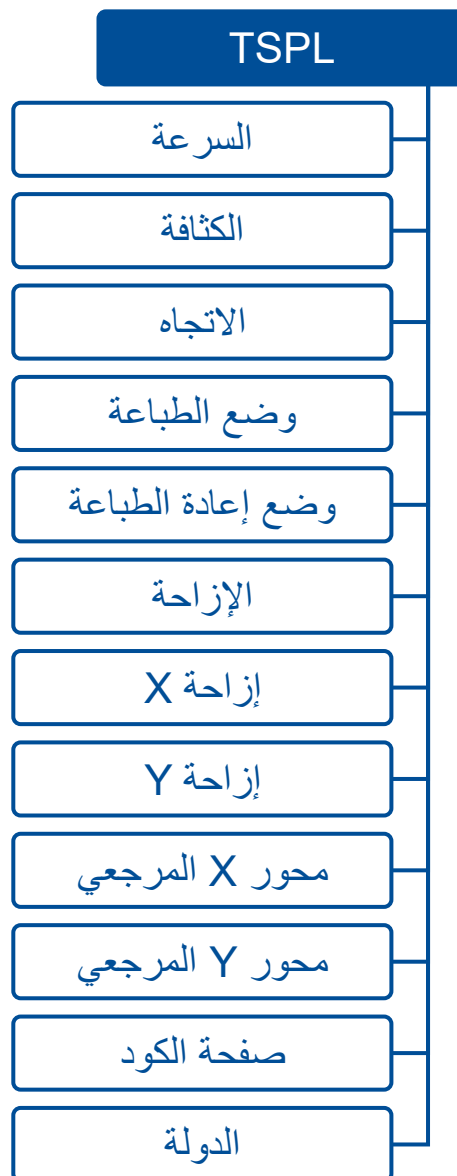 TSPL
السرعة
الكثافة
الاتجاه
وضع الطباعة
وضع إعادة الطباعة
الإزاحة
إزاحة X
إزاحة Y
محور X المرجعي
محور Y المرجعي
صفحة الكود
الدولة